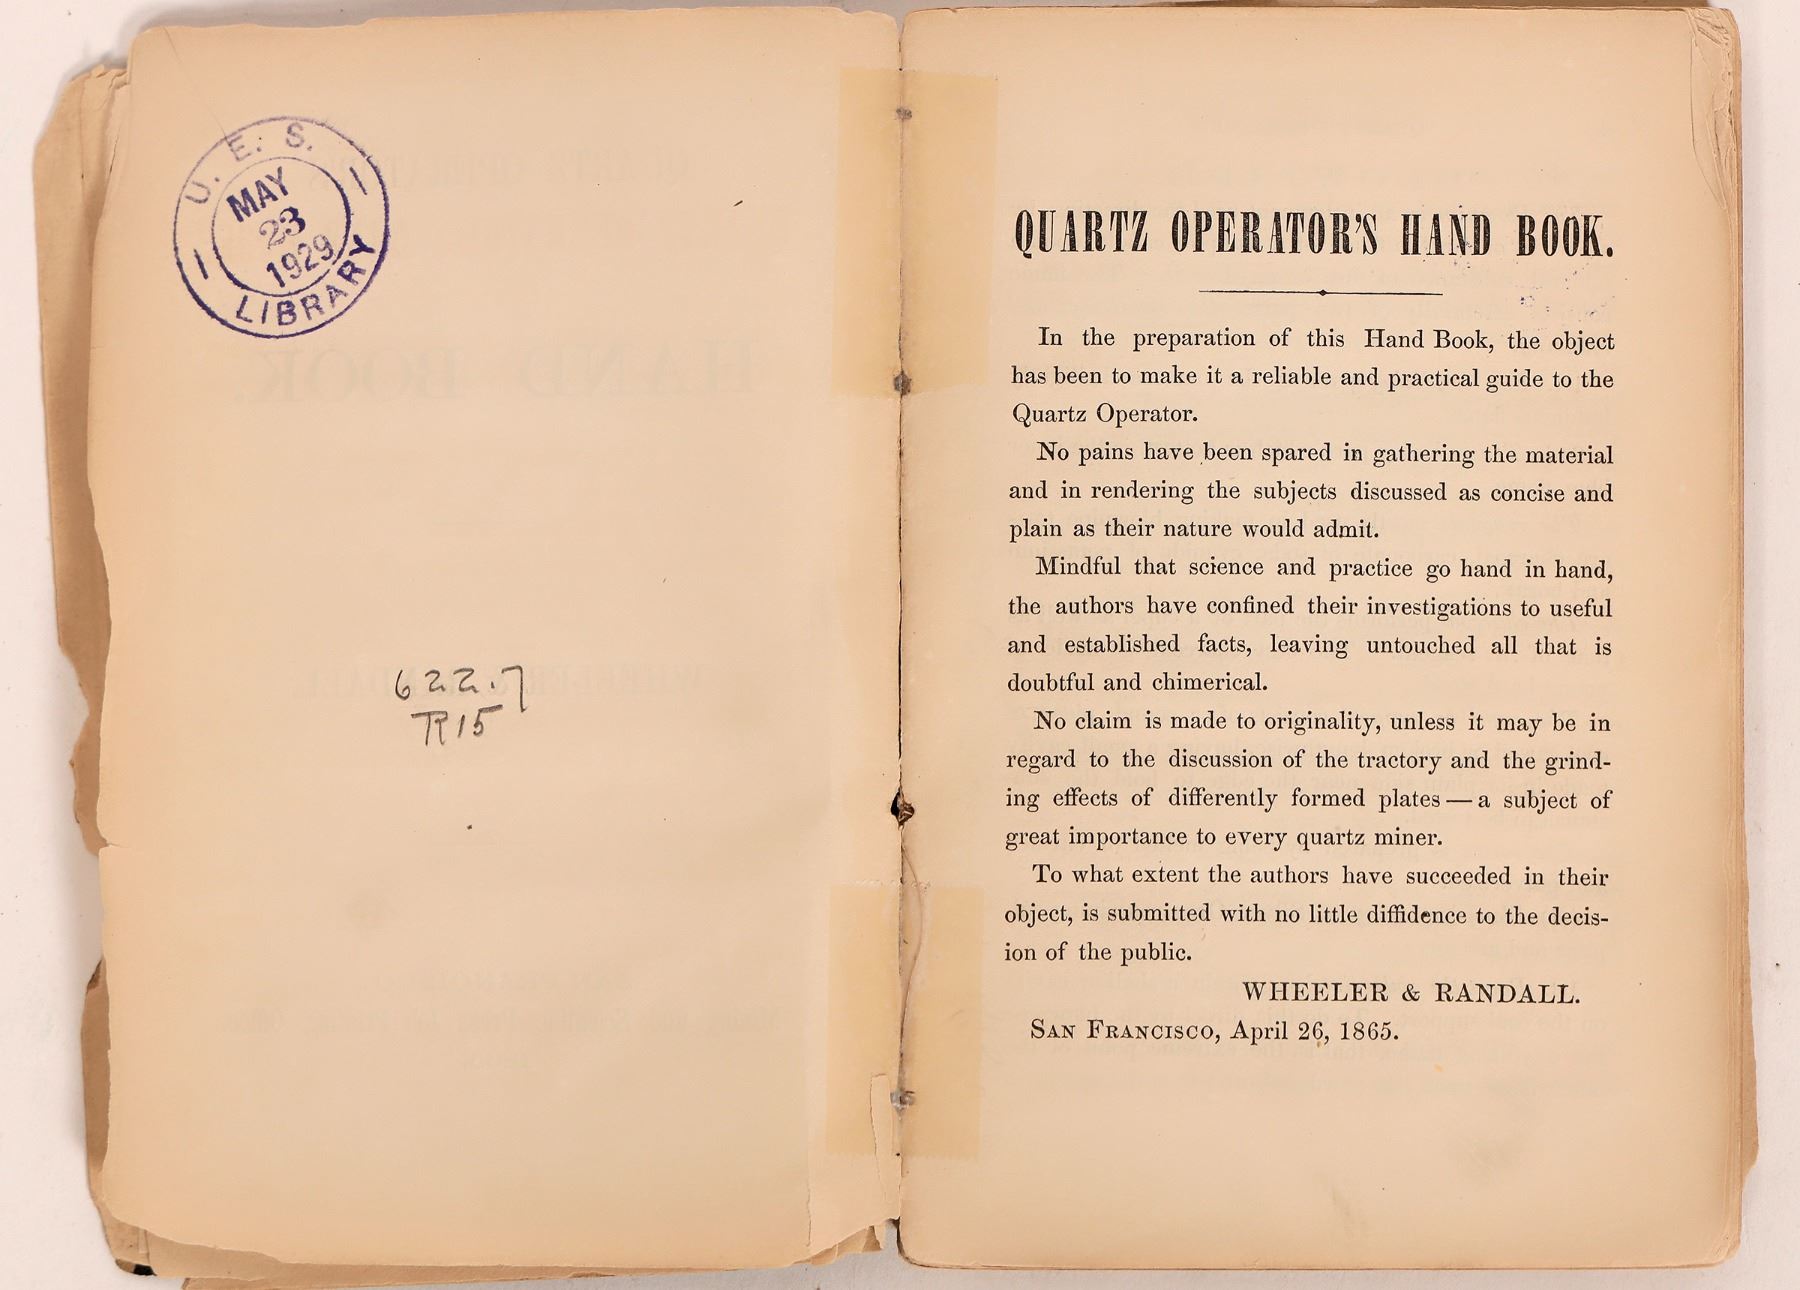 U. E. S.
MAY
23
1929
LIBRARY
622.7
R15
QUARTZ OPERATOR'S HAND BOOK.
In the preparation of this Hand Book, the object
has been to make it a reliable and practical guide to the
Quartz Operator.
No pains have been spared in gathering the material
and in rendering the subjects discussed as concise and
plain as their nature would admit.
Mindful that science and practice go hand in hand,
the authors have confined their investigations to useful
and established facts, leaving untouched all that is
doubtful and chimerical.
No claim is made to originality, unless it may be in
regard to the discussion of the tractory and the grind-
ing effects of differently formed plates — a subject of
great importance to every quartz miner.
To what extent the authors have succeeded in their
object, is submitted with no little diffidence to the decis-
ion of the public.
WHEELER & RANDALL.
SAN FRANCISCO, April 26, 1865.